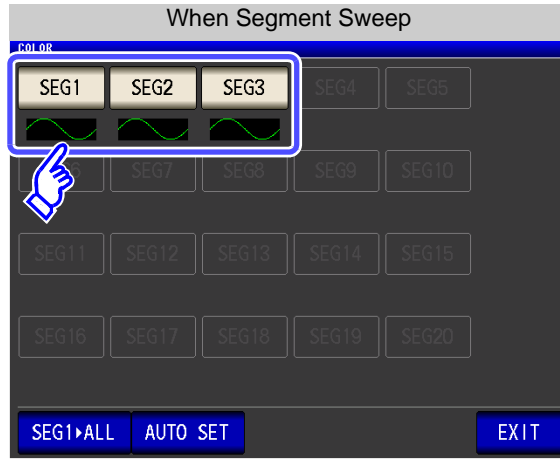 When Segment Sweep
COLOR
SEG1 SEG2 SEG3 SEG4 SEG5
SEG7 SEG8 SEG9 SEG10
SEG11 SEG12 SEG13 SEG14 SEG15
SEG16 SEG17 SEG18 SEG19 SEG20
SEG1▶ALL AUTO SET EXIT